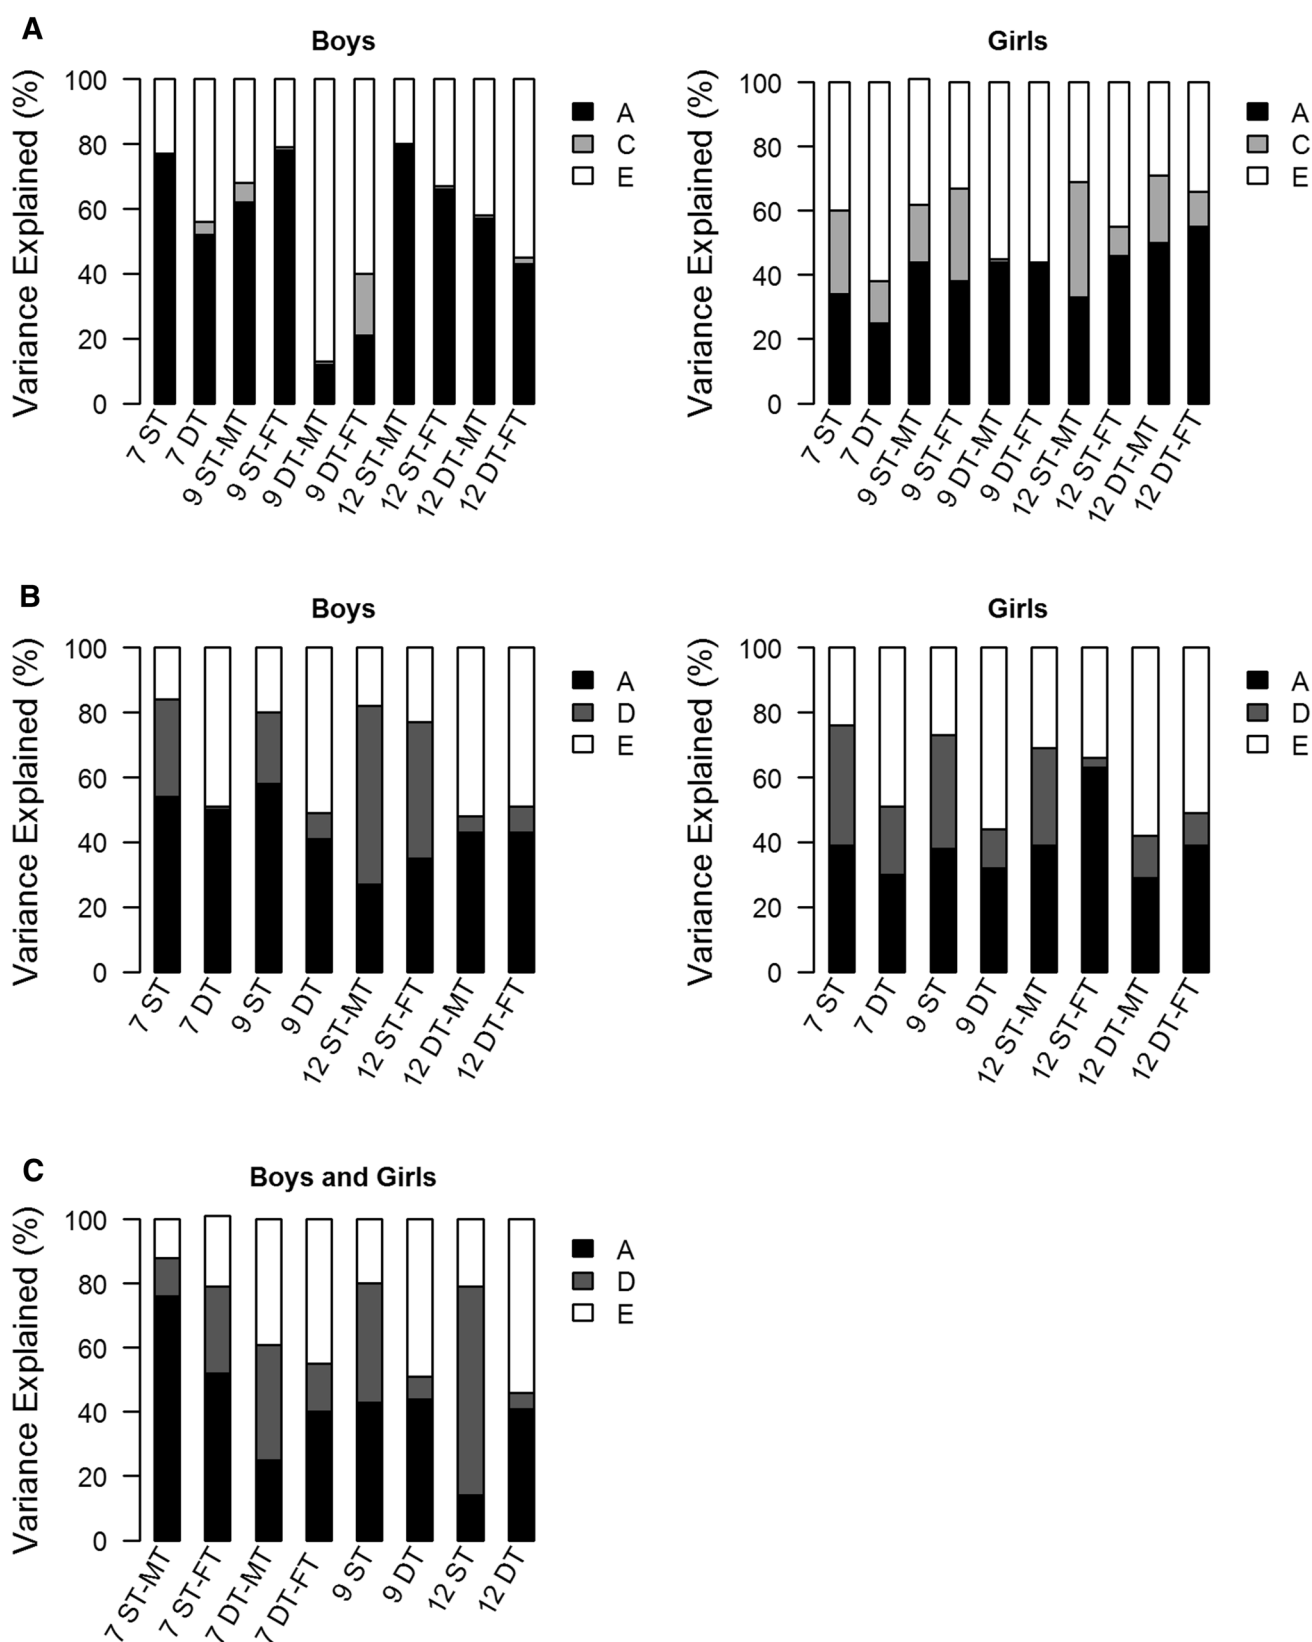 A
Boys
Variance Explained (%)
100
80
60
40
20
0
7 ST
7 DT
9 ST-MT
9 ST-FT
9 DT-MT
9 DT-FT
12 ST-MT
12 ST-FT
12 DT-MT
12 DT-FT
A
C
E
Girls
Variance Explained (%)
100
80
60
40
20
0
7 ST
7 DT
9 ST-MT
9 ST-FT
9 DT-MT
9 DT-FT
12 ST-MT
12 ST-FT
12 DT-MT
12 DT-FT
A
C
E
B
Boys
Variance Explained (%)
100
80
60
40
20
0
7 ST
7 DT
9 ST
9 DT
12 ST-MT
12 ST-FT
12 DT-MT
12 DT-FT
A
D
E
Girls
Variance Explained (%)
100
80
60
40
20
0
7 ST
7 DT
9 ST
9 DT
12 ST-MT
12 ST-FT
12 DT-MT
12 DT-FT
A
D
E
C
Boys and Girls
Variance Explained (%)
100
80
60
40
20
0
7 ST-MT
7 ST-FT
7 DT-MT
7 DT-FT
9 ST
9 DT
12 ST
12 DT
A
D
E